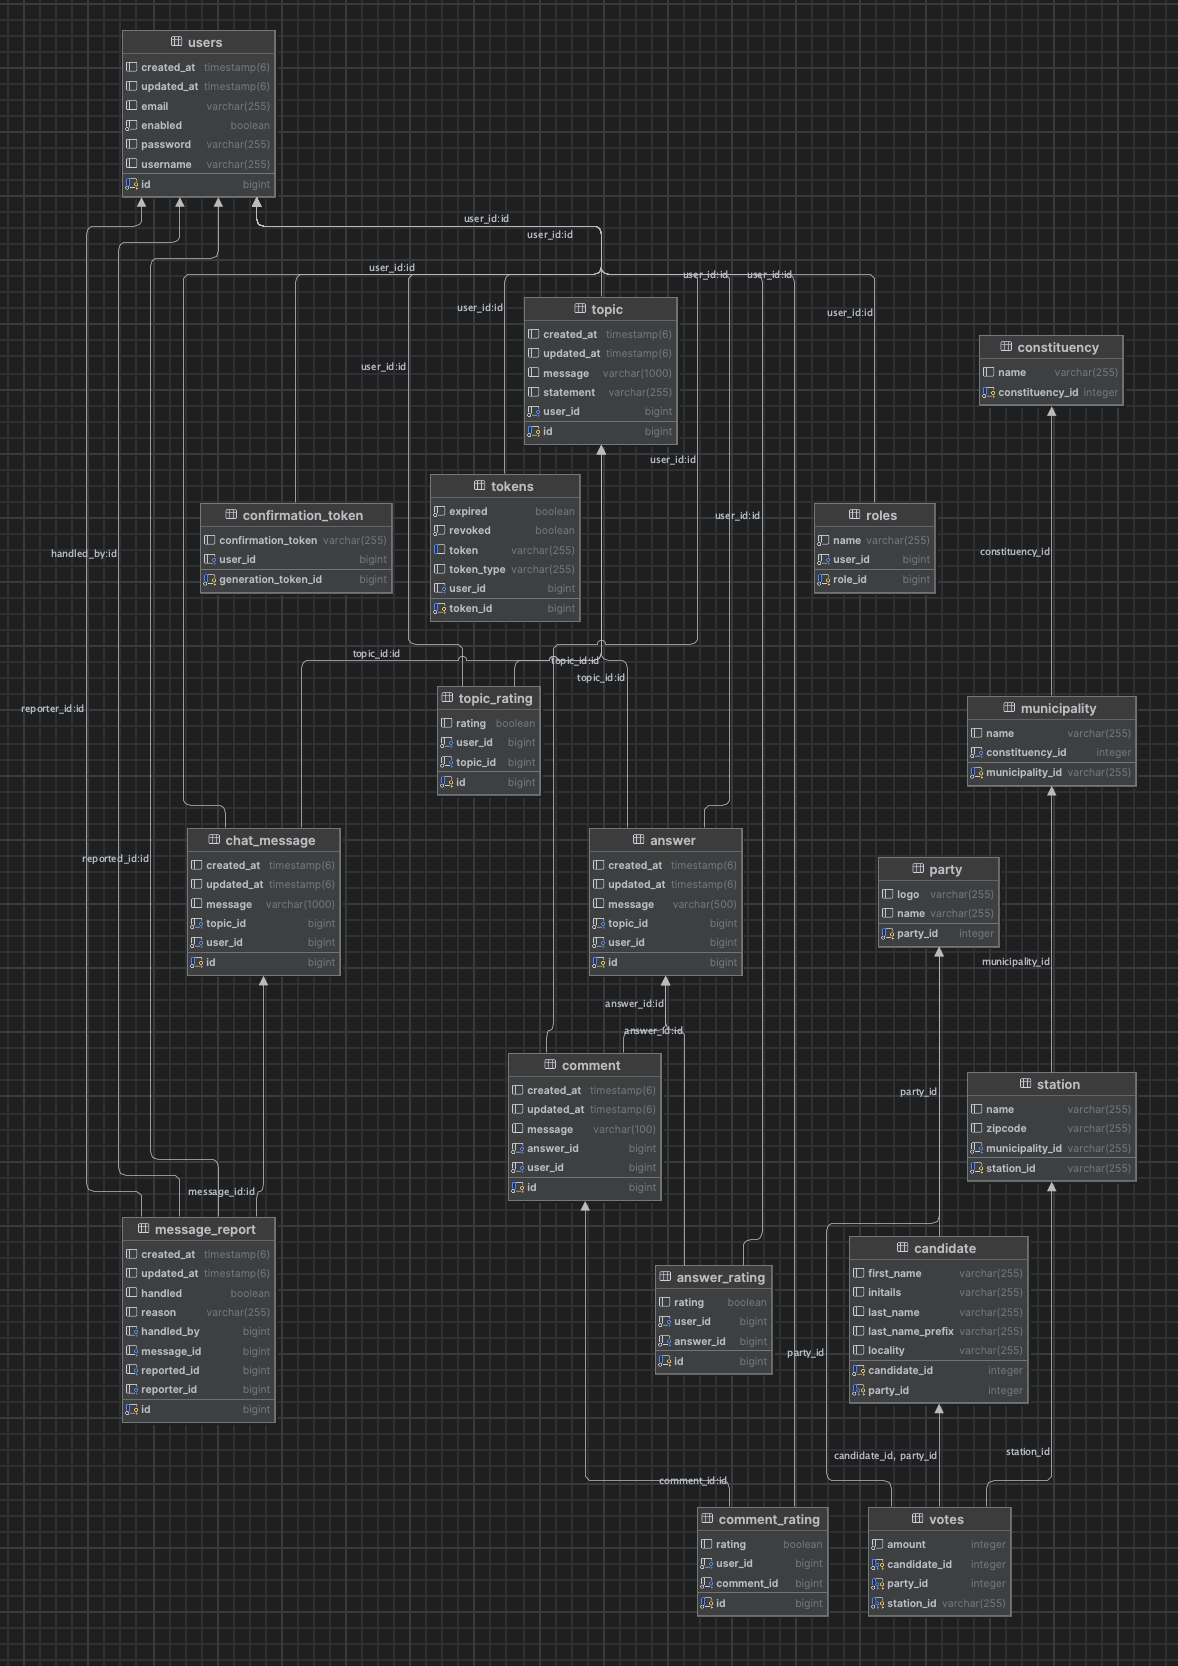 users
created_at timestamp(6)
updated_at timestamp(6)
email varchar(255)
enabled boolean
password varchar(255)
username varchar(255)
id bigint
user_id:id
user_id:id
user_id:id
user_id:id
user_id:id
user_id:id
user_id:id
user_id:id
topic
created_at timestamp(6)
updated_at timestamp(6)
message varchar(1000)
statement varchar(255)
user_id bigint
id bigint
constituency
name varchar(255)
constituency_id integer
user_id:id
user_id:id
tokens
expired boolean
revoked boolean
token varchar(255)
token_type varchar(255)
user_id bigint
token_id bigint
confirmation_token
confirmation_token varchar(255)
user_id bigint
generation_token_id bigint
roles
name varchar(255)
user_id bigint
role_id bigint
handled_by:id
constituency_id
topic_id:id
topic_id:id
topic_id:id
topic_rating
rating boolean
user_id bigint
topic_id bigint
id bigint
reporter_id:id
municipality
name varchar(255)
constituency_id integer
municipality_id varchar(255)
chat_message
created_at timestamp(6)
updated_at timestamp(6)
message varchar(1000)
topic_id bigint
user_id bigint
id bigint
answer
created_at timestamp(6)
updated_at timestamp(6)
message varchar(500)
topic_id bigint
user_id bigint
id bigint
reported_id:id
party
logo varchar(255)
name varchar(255)
party_id integer
municipality_id
answer_id:id
answer_id:id
comment
created_at timestamp(6)
updated_at timestamp(6)
message varchar(100)
answer_id bigint
user_id bigint
id bigint
party_id
station
name varchar(255)
zipcode varchar(255)
municipality_id varchar(255)
station_id varchar(255)
message_id:id
message_report
created_at timestamp(6)
updated_at timestamp(6)
handled boolean
reason varchar(255)
handled_by bigint
message_id bigint
reported_id bigint
reporter_id bigint
id bigint
answer_rating
rating boolean
user_id bigint
answer_id bigint
id bigint
candidate
first_name varchar(255)
initails varchar(255)
last_name varchar(255)
last_name_prefix varchar(255)
locality varchar(255)
candidate_id integer
party_id integer
party_id
candidate_id, party_id
station_id
comment_id:id
comment_rating
rating boolean
user_id bigint
comment_id bigint
id bigint
votes
amount integer
candidate_id integer
party_id integer
station_id varchar(255)